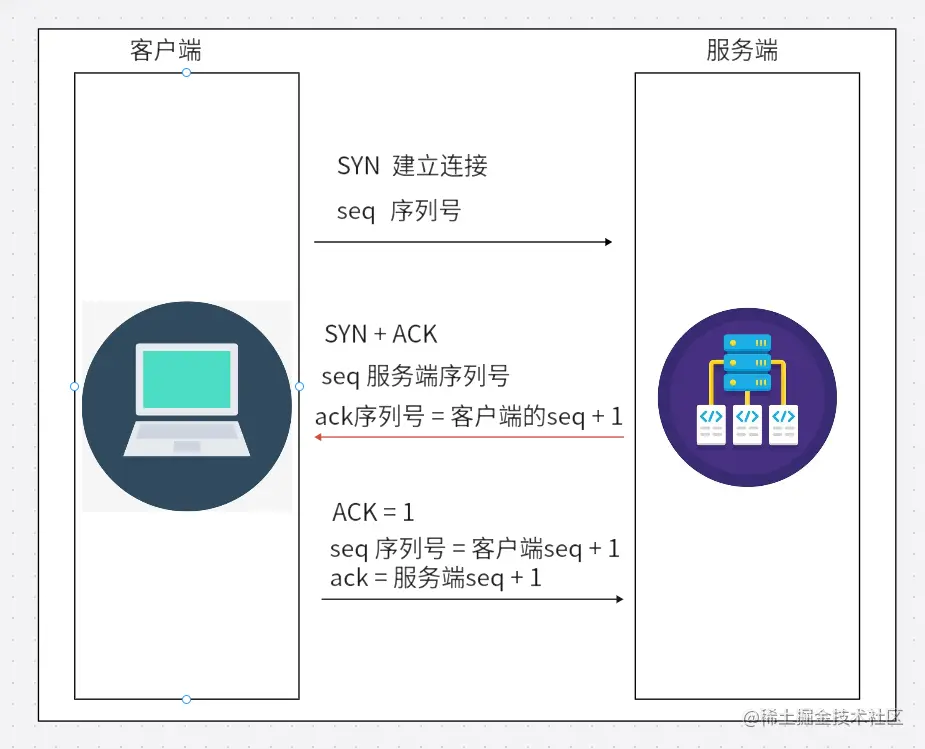 客户端
服务端
SYN 建立连接
seq 序列号
SYN + ACK
seq 服务端序列号
ack序列号 = 客户端的seq + 1
ACK = 1
seq 序列号 = 客户端seq + 1
ack = 服务端seq + 1
@稀土掘金技术社区